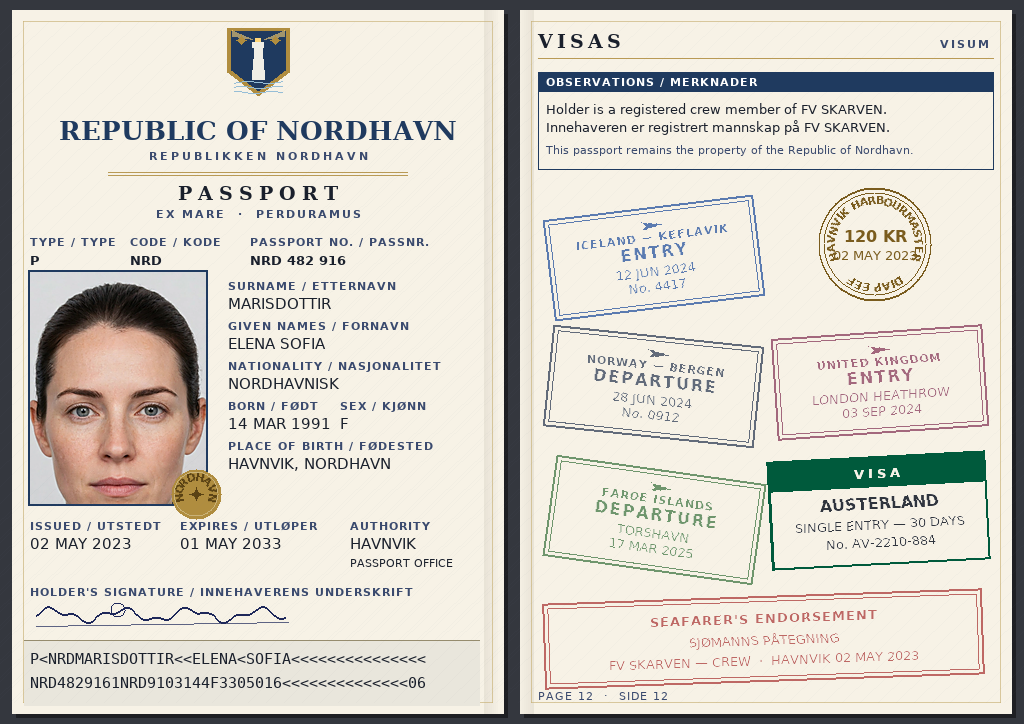 REPUBLIC OF NORDHAVN
REPUBLIKKEN NORDHAVN
PASSPORT
EX MARE · PERDURAMUS
TYPE / TYPE CODE / KODE PASSPORT NO. / PASSNR.
P NRD NRD 482 916
SURNAME / ETTERNAVN
MARISDOTTIR
GIVEN NAMES / FORNAVN
ELENA SOFIA
NATIONALITY / NASJONALITET
NORDHAVNISK
BORN / FØDT SEX / KJØNN
14 MAR 1991 F
PLACE OF BIRTH / FØDESTED
HAVNVIK, NORDHAVN
NORDHAVN
ISSUED / UTSTEDT EXPIRES / UTLØPER AUTHORITY
02 MAY 2023 01 MAY 2033 HAVNVIK
PASSPORT OFFICE
HOLDER'S SIGNATURE / INNEHAVERENS UNDERSKRIFT
P<NRDMARISDOTTIR<<ELENA<SOFIA<<<<<<<<<<<<<<<
NRD4829161NRD9103144F3305016<<<<<<<<<<<<<<06
VISAS VISUM
OBSERVATIONS / MERKNADER
Holder is a registered crew member of FV SKARVEN.
Innehaveren er registrert mannskap på FV SKARVEN.
This passport remains the property of the Republic of Nordhavn.
ICELAND — KEFLAVIK
ENTRY
12 JUN 2024
No. 4417
HAVNVIK HARBOURMASTER
120 KR
02 MAY 2023
DIAP EEF
NORWAY — BERGEN
DEPARTURE
28 JUN 2024
No. 0912
UNITED KINGDOM
ENTRY
LONDON HEATHROW
03 SEP 2024
FAROE ISLANDS
DEPARTURE
TORSHAVN
17 MAR 2025
VISA
AUSTERLAND
SINGLE ENTRY — 30 DAYS
No. AV-2210-884
SEAFARER'S ENDORSEMENT
SJØMANNS PÅTEGNING
FV SKARVEN — CREW · HAVNVIK 02 MAY 2023
PAGE 12 · SIDE 12